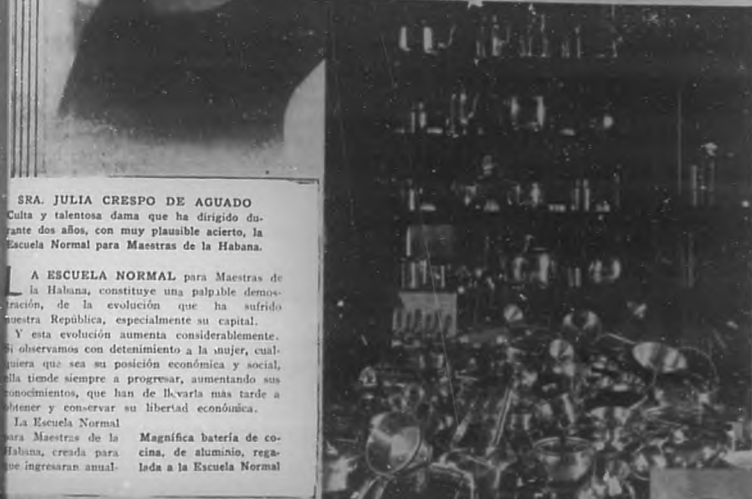 SRA. JULIA CRESPO DE AGUADO
Culta y talentosa dama que ha dirigido du-
rante dos años, con muy plausible acierto, la
Escuela Normal para Maestras de la Habana.
LA ESCUELA NORMAL para Maestras de
la Habana, constituye una palpable demos-
tración, de la evolución que ha sufrido
nuestra República, especialmente su capital.
Y esta evolución aumenta considerablemente.
Si observamos con detenimiento a la mujer, cual-
quiera que sea su posición económica y social,
ella tiende siempre a progresar, aumentando sus
conocimientos, que han de llevarla más tarde a
obtener y conservar su libertad económica.
La Escuela Normal
para Maestras de la
Habana, creada para
que ingresaran anual-
Magnífica batería de co-
cina, de aluminio, rega-
lada a la Escuela Normal